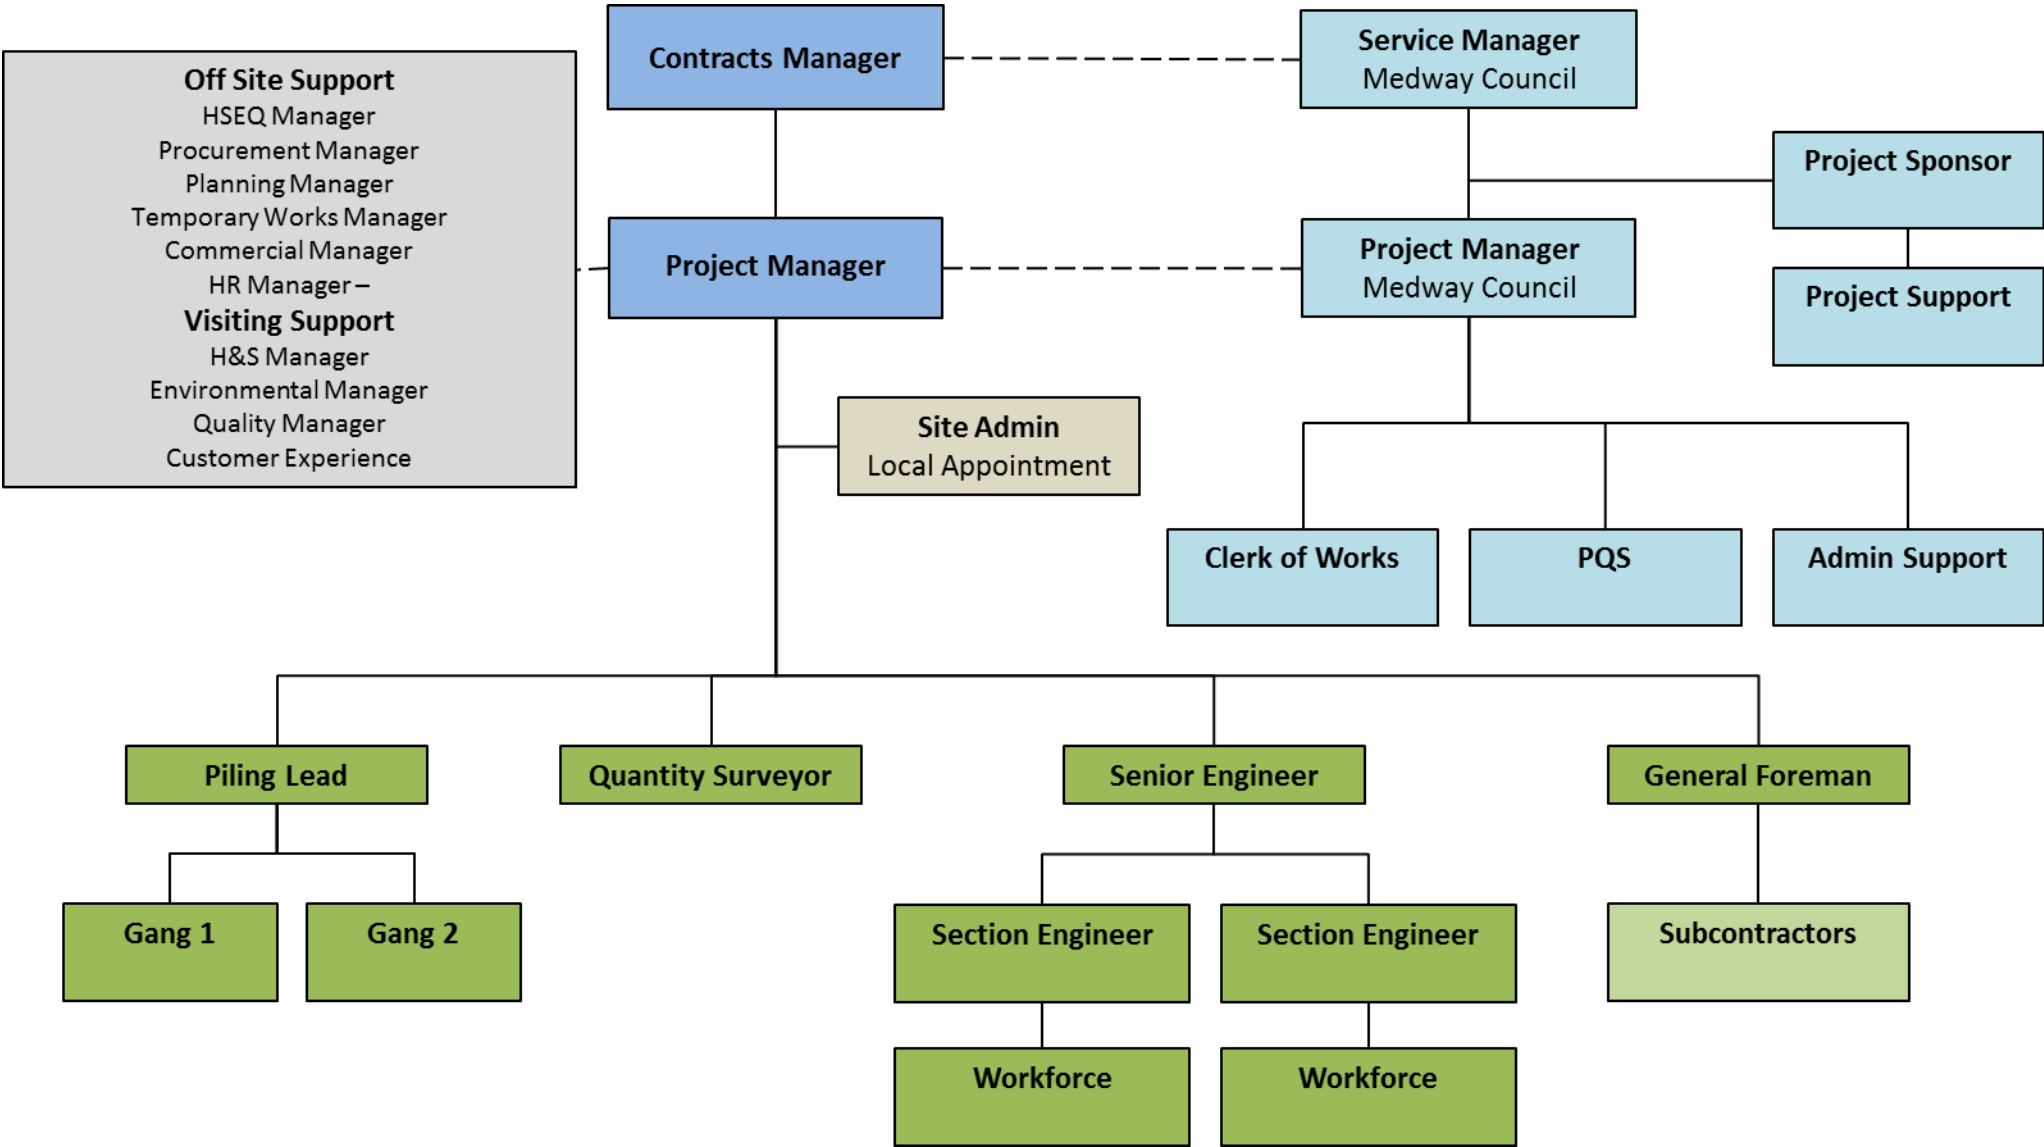 Off Site Support
HSEQ Manager
Procurement Manager
Planning Manager
Temporary Works Manager
Commercial Manager
HR Manager –
Visiting Support
H&S Manager
Environmental Manager
Quality Manager
Customer Experience
Contracts Manager
Service Manager
Medway Council
Project Sponsor
Project Manager
Project Manager
Medway Council
Project Support
Site Admin
Local Appointment
Clerk of Works
PQS
Admin Support
Piling Lead
Quantity Surveyor
Senior Engineer
General Foreman
Gang 1
Gang 2
Section Engineer
Section Engineer
Subcontractors
Workforce
Workforce